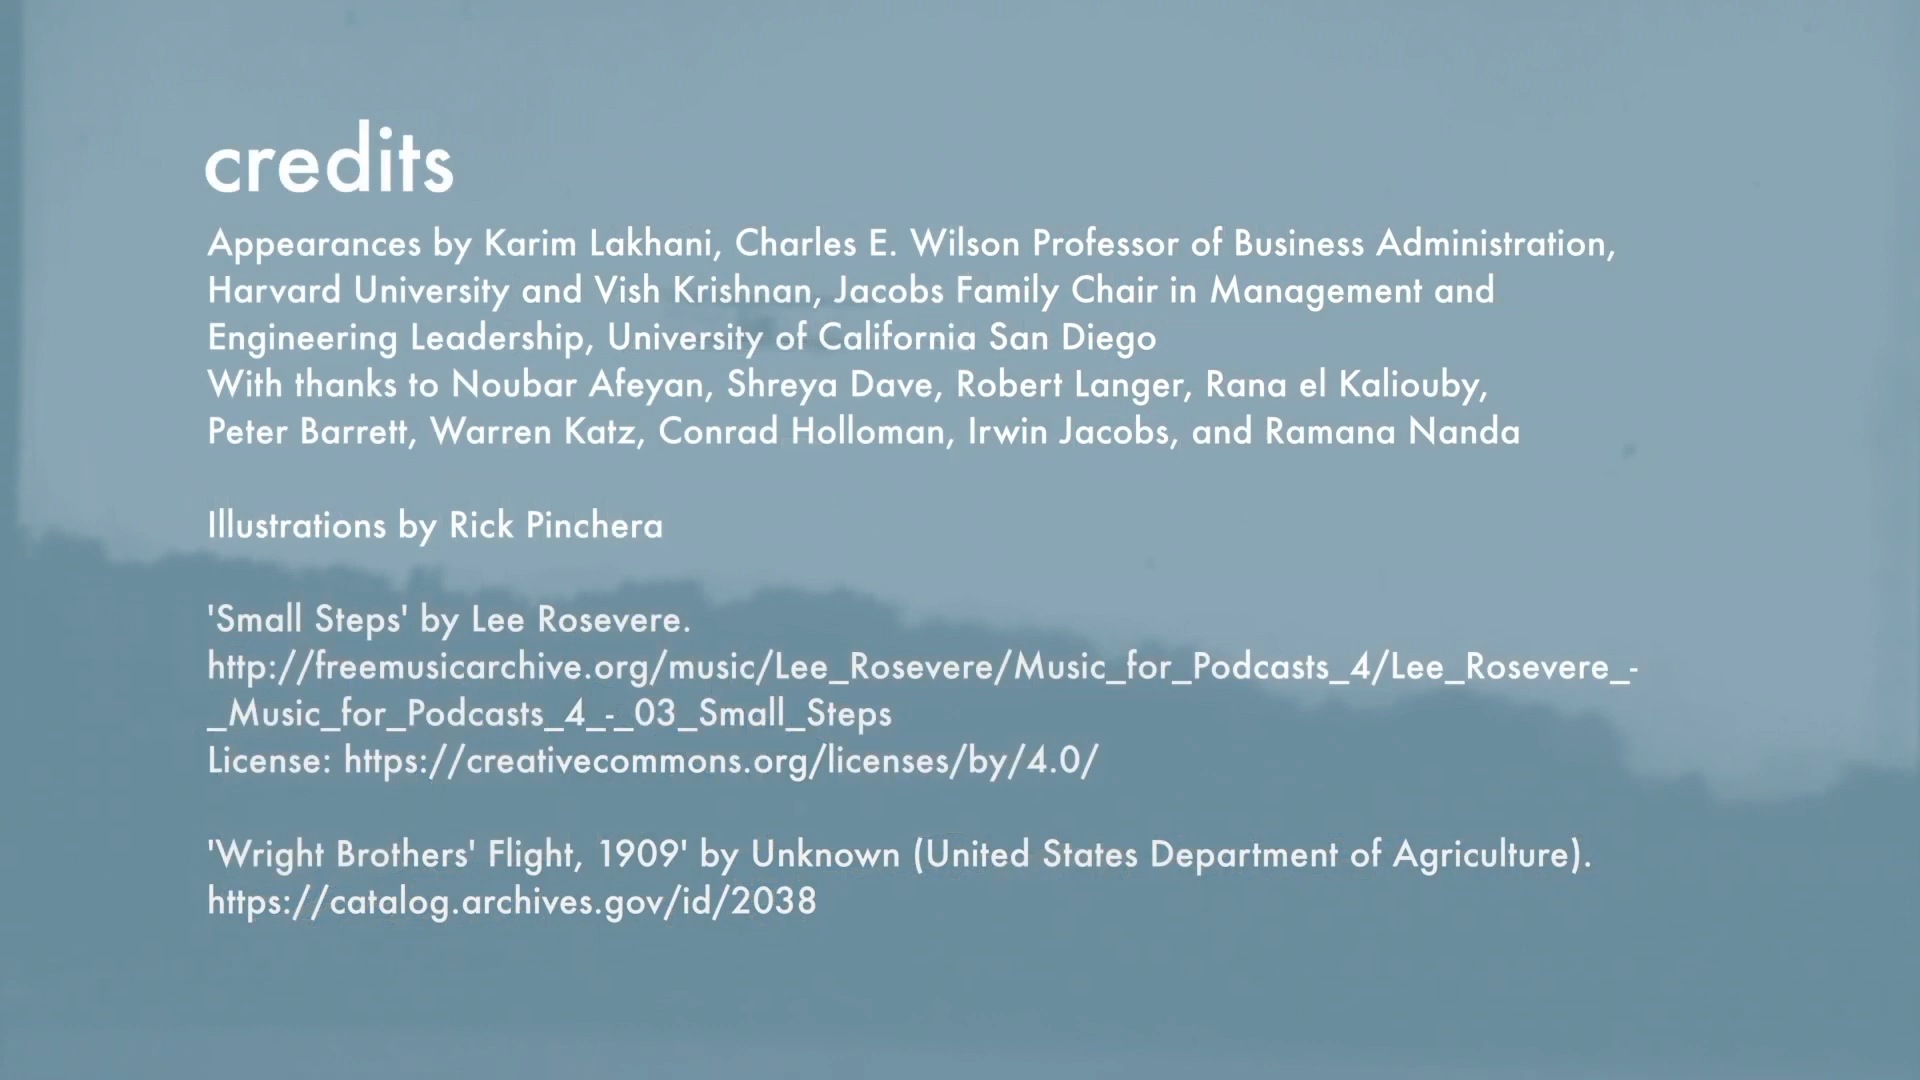 credits
Appearances by Karim Lakhani, Charles E. Wilson Professor of Business Administration,
Harvard University and Vish Krishnan, Jacobs Family Chair in Management and
Engineering Leadership, University of California San Diego
With thanks to Noubar Afeyan, Shreya Dave, Robert Langer, Rana el Kaliouby,
Peter Barrett, Warren Katz, Conrad Holloman, Irwin Jacobs, and Ramana Nanda
Illustrations by Rick Pinchera
'Small Steps' by Lee Rosevere.
http://freemusicarchive.org/music/Lee_Rosevere/Music_for_Podcasts_4/Lee_Rosevere_-
_Music_for_Podcasts_4_-_03_Small_Steps
License: https://creativecommons.org/licenses/by/4.0/
'Wright Brothers' Flight, 1909' by Unknown (United States Department of Agriculture).
https://catalog.archives.gov/id/2038